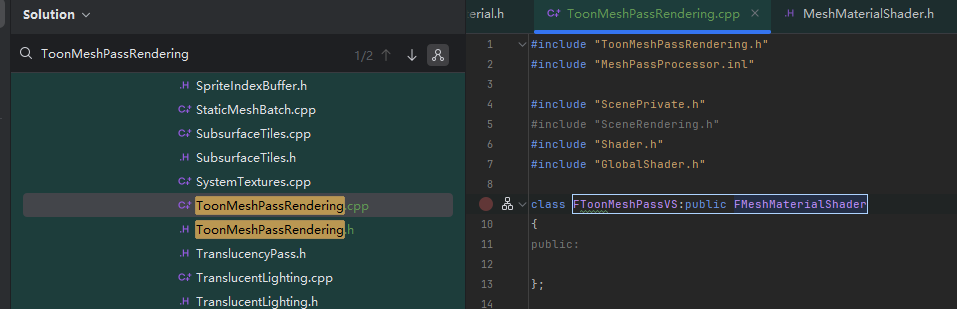 Solution
ToonMeshPassRendering
1/2
SpriteIndexBuffer.h
StaticMeshBatch.cpp
SubsurfaceTiles.cpp
SubsurfaceTiles.h
SystemTextures.cpp
ToonMeshPassRendering.cpp
ToonMeshPassRendering.h
TranslucencyPass.h
TranslucentLighting.cpp
TranslucentLighting.h
erial.h
ToonMeshPassRendering.cpp
MeshMaterialShader.h
1 #include "ToonMeshPassRendering.h"
2 #include "MeshPassProcessor.inl"
3
4 #include "ScenePrivate.h"
5 #include "SceneRendering.h"
6 #include "Shader.h"
7 #include "GlobalShader.h"
8
class FToonMeshPassVS:public FMeshMaterialShader
10 {
11 public:
12
13 };
14